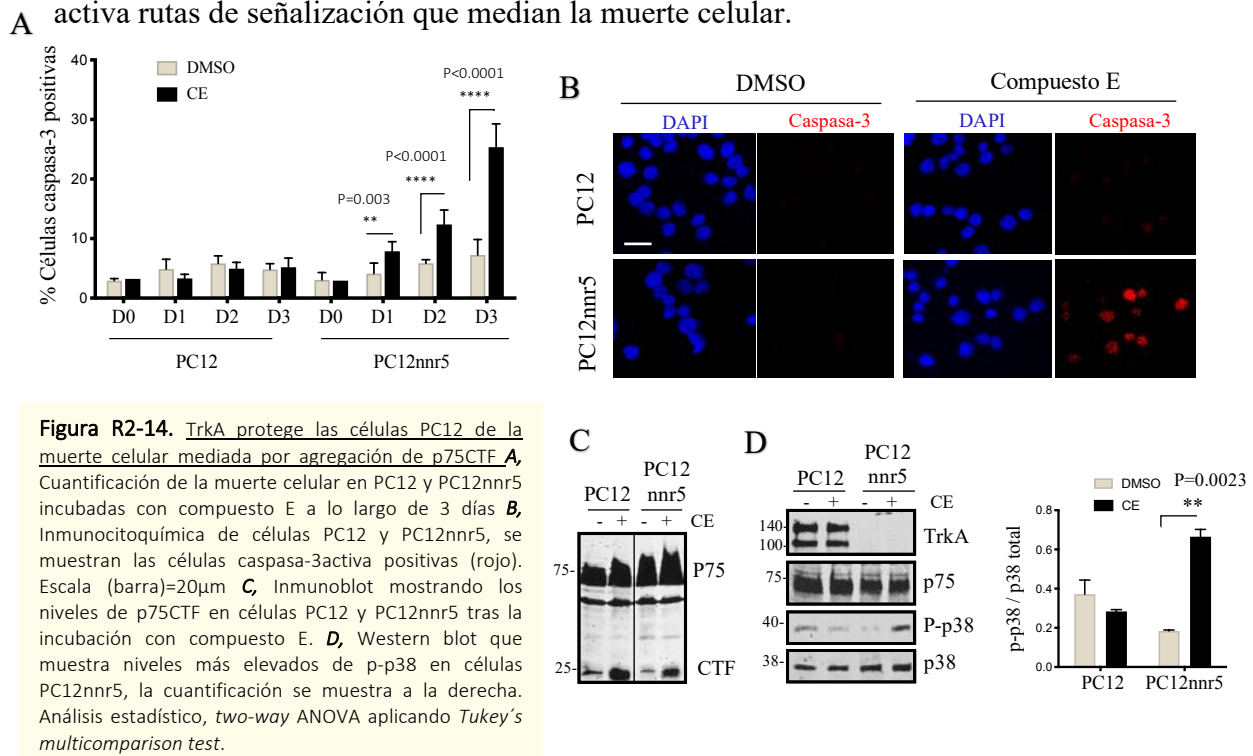 activa rutas de señalización que median la muerte celular.
A
% Células caspasa-3 positivas
40
30
20
10
0
DMSO
CE
P=0.003
**
P<0.0001
****
P<0.0001
****
D0 D1 D2 D3 D0 D1 D2 D3
PC12 PC12nnr5
B
DMSO Compuesto E
DAPI Caspasa-3 DAPI Caspasa-3
PC12
PC12nnr5
Figura R2-14. TrkA protege las células PC12 de la
muerte celular mediada por agregación de p75CTF A,
Cuantificación de la muerte celular en PC12 y PC12nnr5
incubadas con compuesto E a lo largo de 3 días B,
Inmunocitoquímica de células PC12 y PC12nnr5, se
muestran las células caspasa-3activa positivas (rojo).
Escala (barra)=20µm C, Inmunoblot mostrando los
niveles de p75CTF en células PC12 y PC12nnr5 tras la
incubación con compuesto E. D, Western blot que
muestra niveles más elevados de p-p38 en células
PC12nnr5, la cuantificación se muestra a la derecha.
Análisis estadístico, two-way ANOVA aplicando Tukey´s
multicomparison test.
C
PC12
PC12 nnr5
- + - + CE
75- P75
25- CTF
D
PC12
PC12 nnr5
- + - + CE
140-
100- TrkA
75- p75
40- P-p38
38- p38
DMSO P=0.0023
CE **
p-p38 / p38 total
0.8
0.6
0.4
0.2
0.0
PC12 PC12nnr5